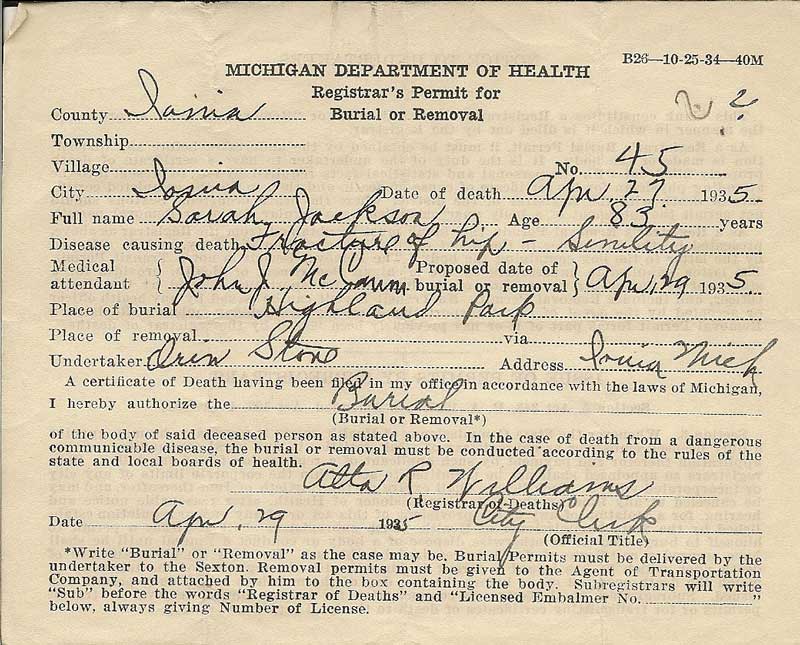 B26—10-25-34—40M
MICHIGAN DEPARTMENT OF HEALTH
Registrar's Permit for
Burial or Removal
County Ionia
? ?
Township
Village
No. 45
City Ionia Date of death Apr. 27. 1935.
Full name Sarah Jackson Age 83 years
Disease causing death Fracture of hip – Senility
Medical attendant { John J. McCann Proposed date of burial or removal } Apr. 29 1935.
Place of burial Highland Park
Place of removal via
Undertaker Orin Stone Address Ionia Mich
A certificate of Death having been filed in my office in accordance with the laws of Michigan,
I hereby authorize the Burial
(Burial or Removal*)
of the body of said deceased person as stated above. In the case of death from a dangerous
communicable disease, the burial or removal must be conducted according to the rules of the
state and local boards of health.
Atta R Williams
(Registrar of Deaths)
Date Apr. 29 1935 City Clerk
(Official Title)
*Write "Burial" or "Removal" as the case may be. Burial Permits must be delivered by the
undertaker to the Sexton. Removal permits must be given to the Agent of Transportation
Company, and attached by him to the box containing the body. Subregistrars will write
"Sub" before the words "Registrar of Deaths" and "Licensed Embalmer No. "
below, always giving Number of License.